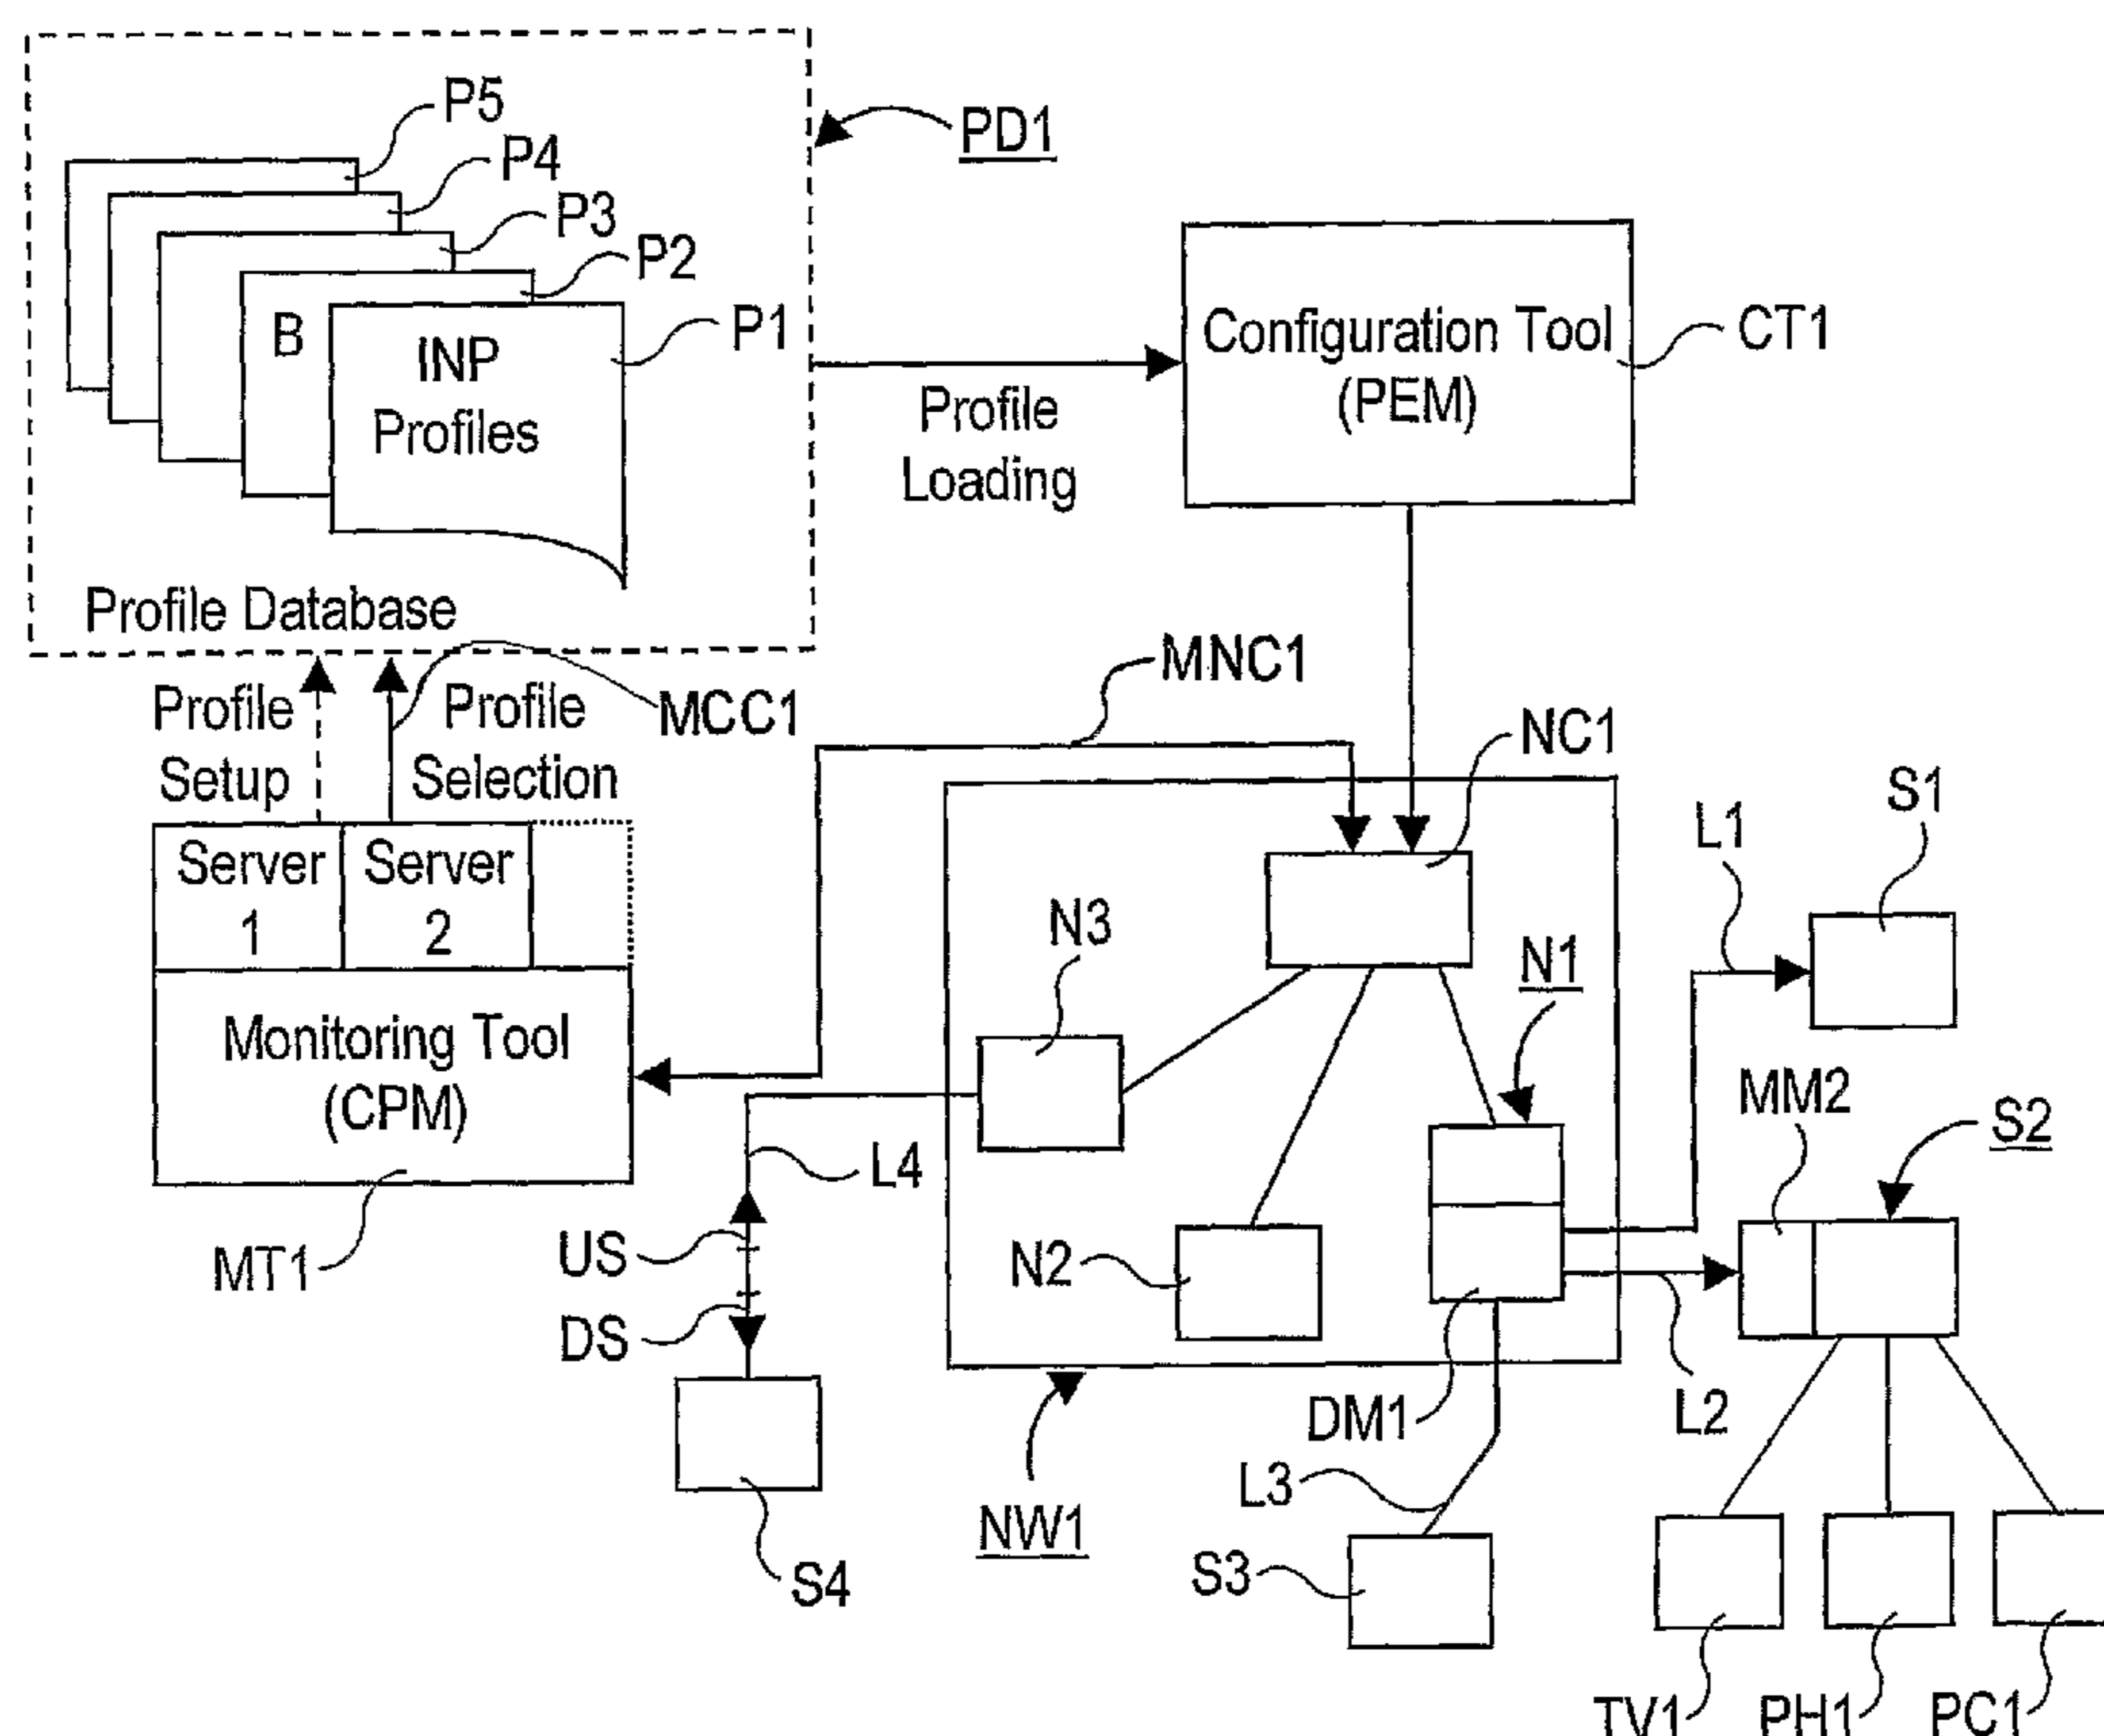 P5
P4
P3
P2
P1
PD1
B
INP
Profiles
Profile Database
Profile
Loading
Configuration Tool
(PEM)
CT1
Profile
Setup
Profile
Selection
MCC1
MNC1
NC1
Server
1
Server
2
Monitoring Tool
(CPM)
MT1
N3
N1
N2
L1
S1
MM2
S2
L4
US
DS
S4
DM1
L2
L3
S3
NW1
TV1
PH1
PC1